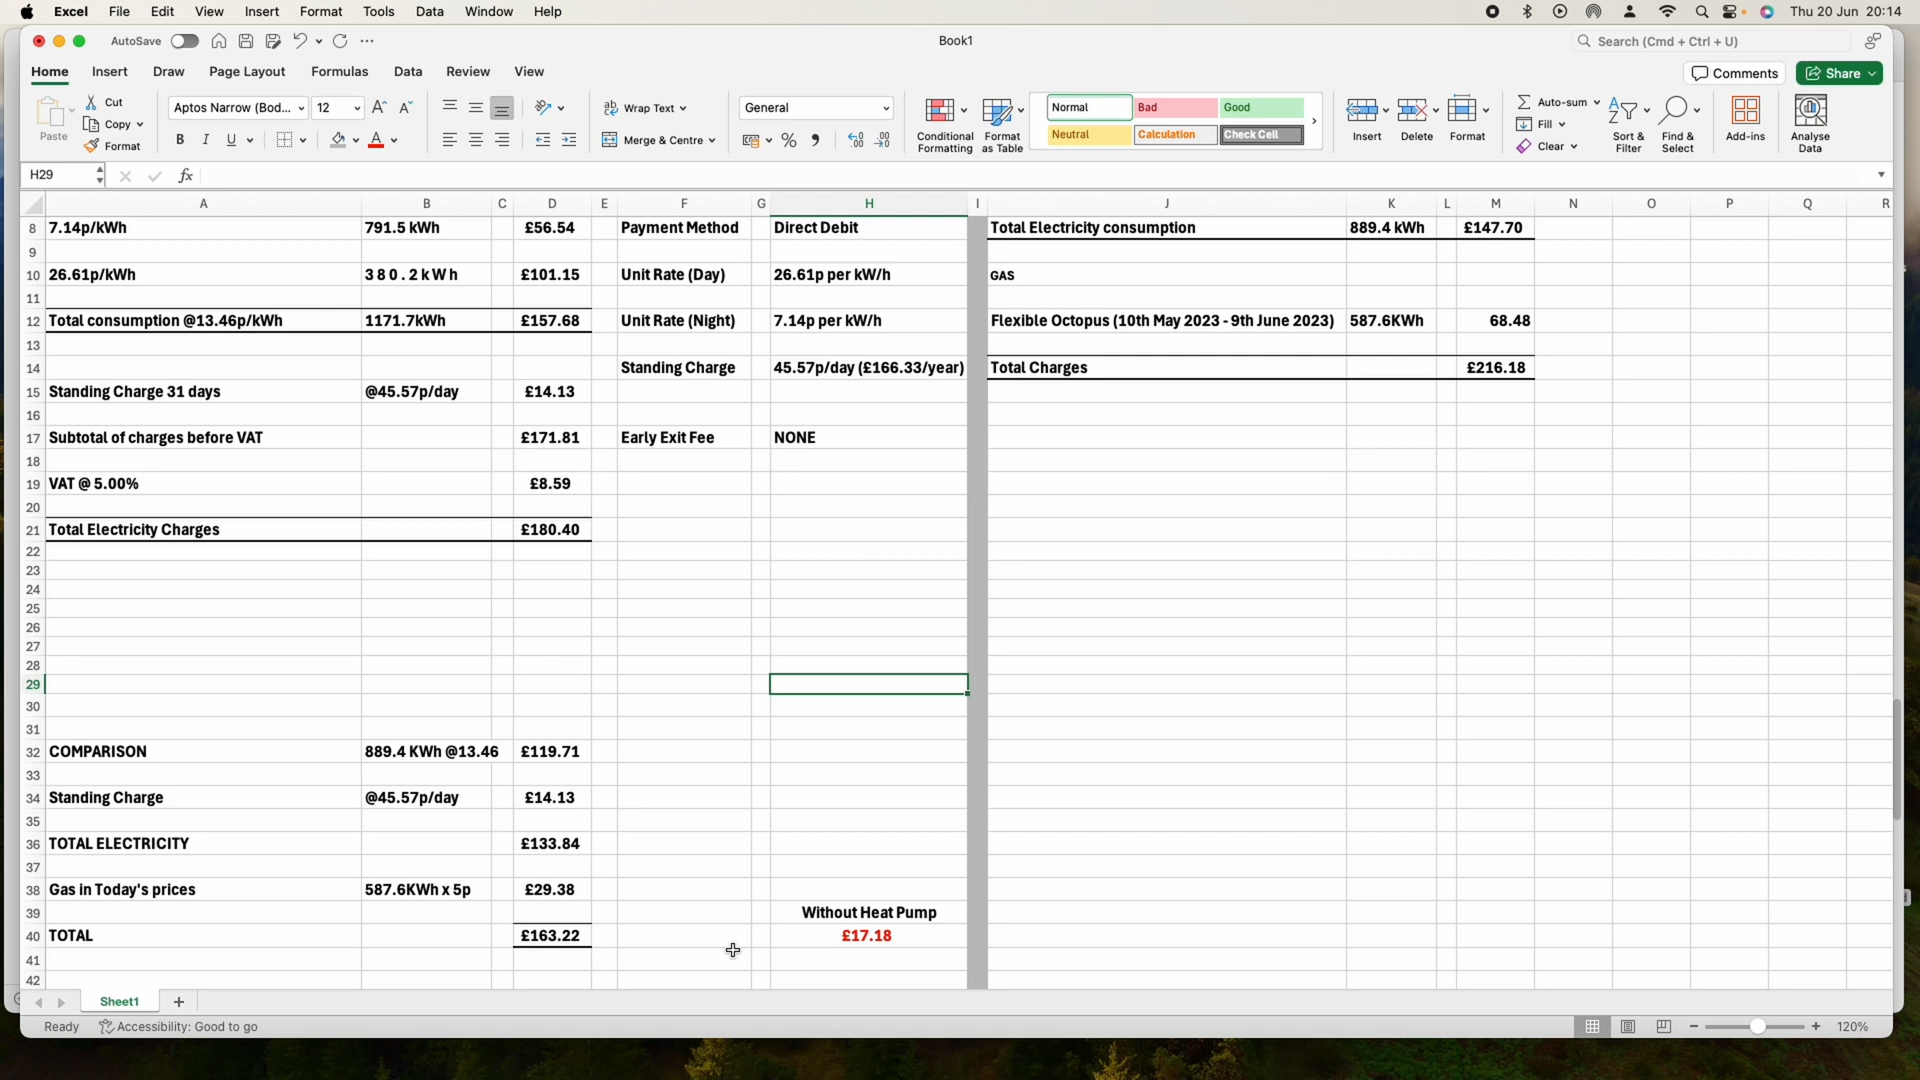 Excel File Edit View Insert Format Tools Data Window Help Thu 20 Jun 20:14
AutoSave Book1 Search (Cmd + Ctrl + U)
Home Insert Draw Page Layout Formulas Data Review View Comments Share
Paste Cut Copy Format
Aptos Narrow (Bod... 12
B I U A
Wrap Text
Merge & Centre
General
Conditional Formatting
Format as Table
Normal Bad Good
Neutral Calculation Check Cell
Insert Delete Format
Auto-sum
Fill
Clear
Sort & Filter
Find & Select
Add-ins
Analyse Data
H29 fx
A B C D E F G H I J K L M N O P Q R
8 7.14p/kWh 791.5 kWh £56.54 Payment Method Direct Debit Total Electricity consumption 889.4 kWh £147.70
9
10 26.61p/kWh 380.2kWh £101.15 Unit Rate (Day) 26.61p per kW/h GAS
11
12 Total consumption @13.46p/kWh 1171.7kWh £157.68 Unit Rate (Night) 7.14p per kW/h Flexible Octopus (10th May 2023 - 9th June 2023) 587.6KWh 68.48
13
14 Standing Charge 45.57p/day (£166.33/year) Total Charges £216.18
15 Standing Charge 31 days @45.57p/day £14.13
16
17 Subtotal of charges before VAT £171.81 Early Exit Fee NONE
18
19 VAT @ 5.00% £8.59
20
21 Total Electricity Charges £180.40
22
23
24
25
26
27
28
29
30
31
32 COMPARISON 889.4 KWh @13.46 £119.71
33
34 Standing Charge @45.57p/day £14.13
35
36 TOTAL ELECTRICITY £133.84
37
38 Gas in Today's prices 587.6KWh x 5p £29.38
39 Without Heat Pump
40 TOTAL £163.22 £17.18
41
42
Sheet1
Ready Accessibility: Good to go 120%